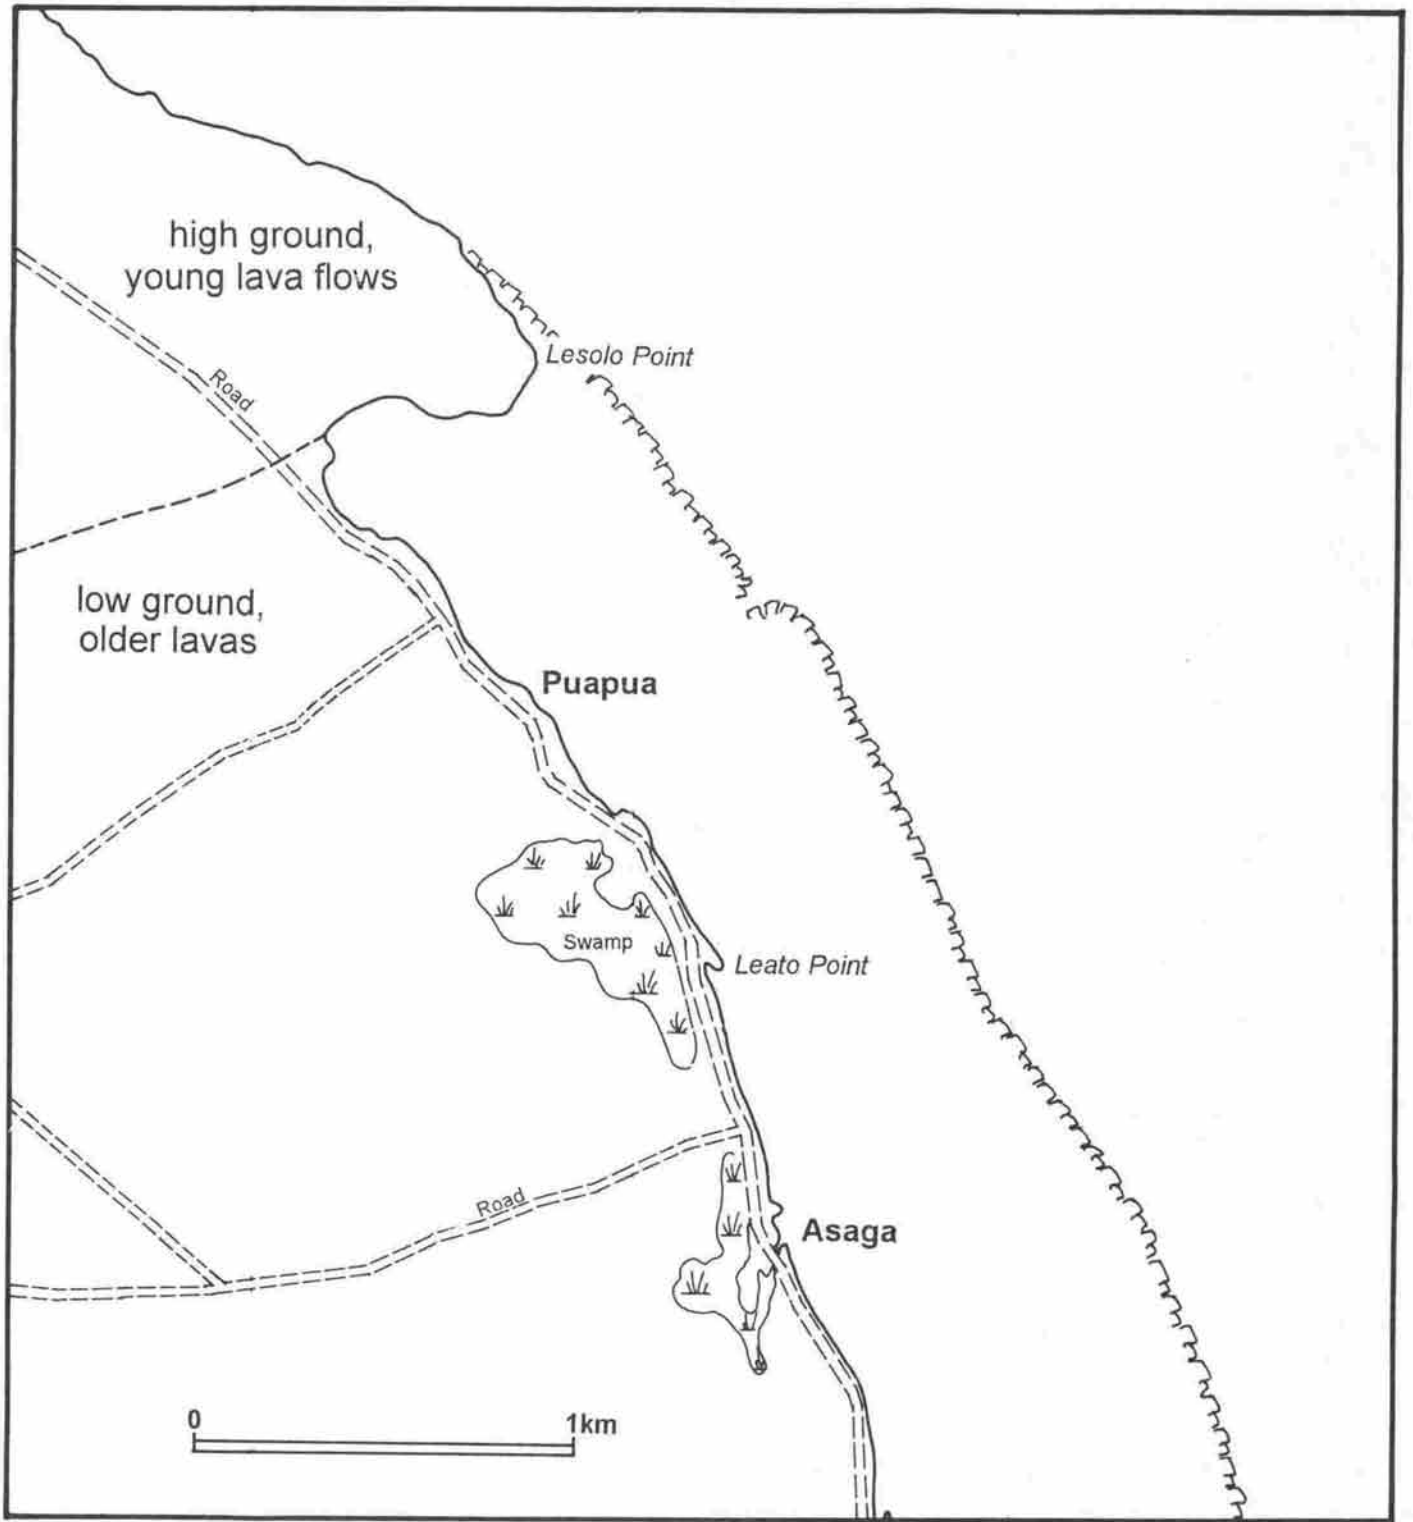 high ground,
young lava flows
Lesolo Point
Road
low ground,
older lavas
Puapua
Swamp
Leato Point
Road
Asaga
0 1km